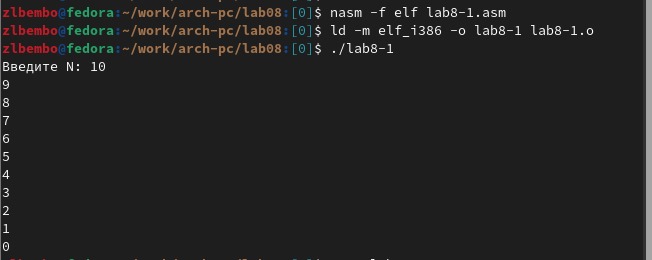 zlbembo@fedora:~/work/arch-pc/lab08:[0]$ nasm -f elf lab8-1.asm
zlbembo@fedora:~/work/arch-pc/lab08:[0]$ ld -m elf_i386 -o lab8-1 lab8-1.o
zlbembo@fedora:~/work/arch-pc/lab08:[0]$ ./lab8-1
Введите N: 10
9
8
7
6
5
4
3
2
1
0